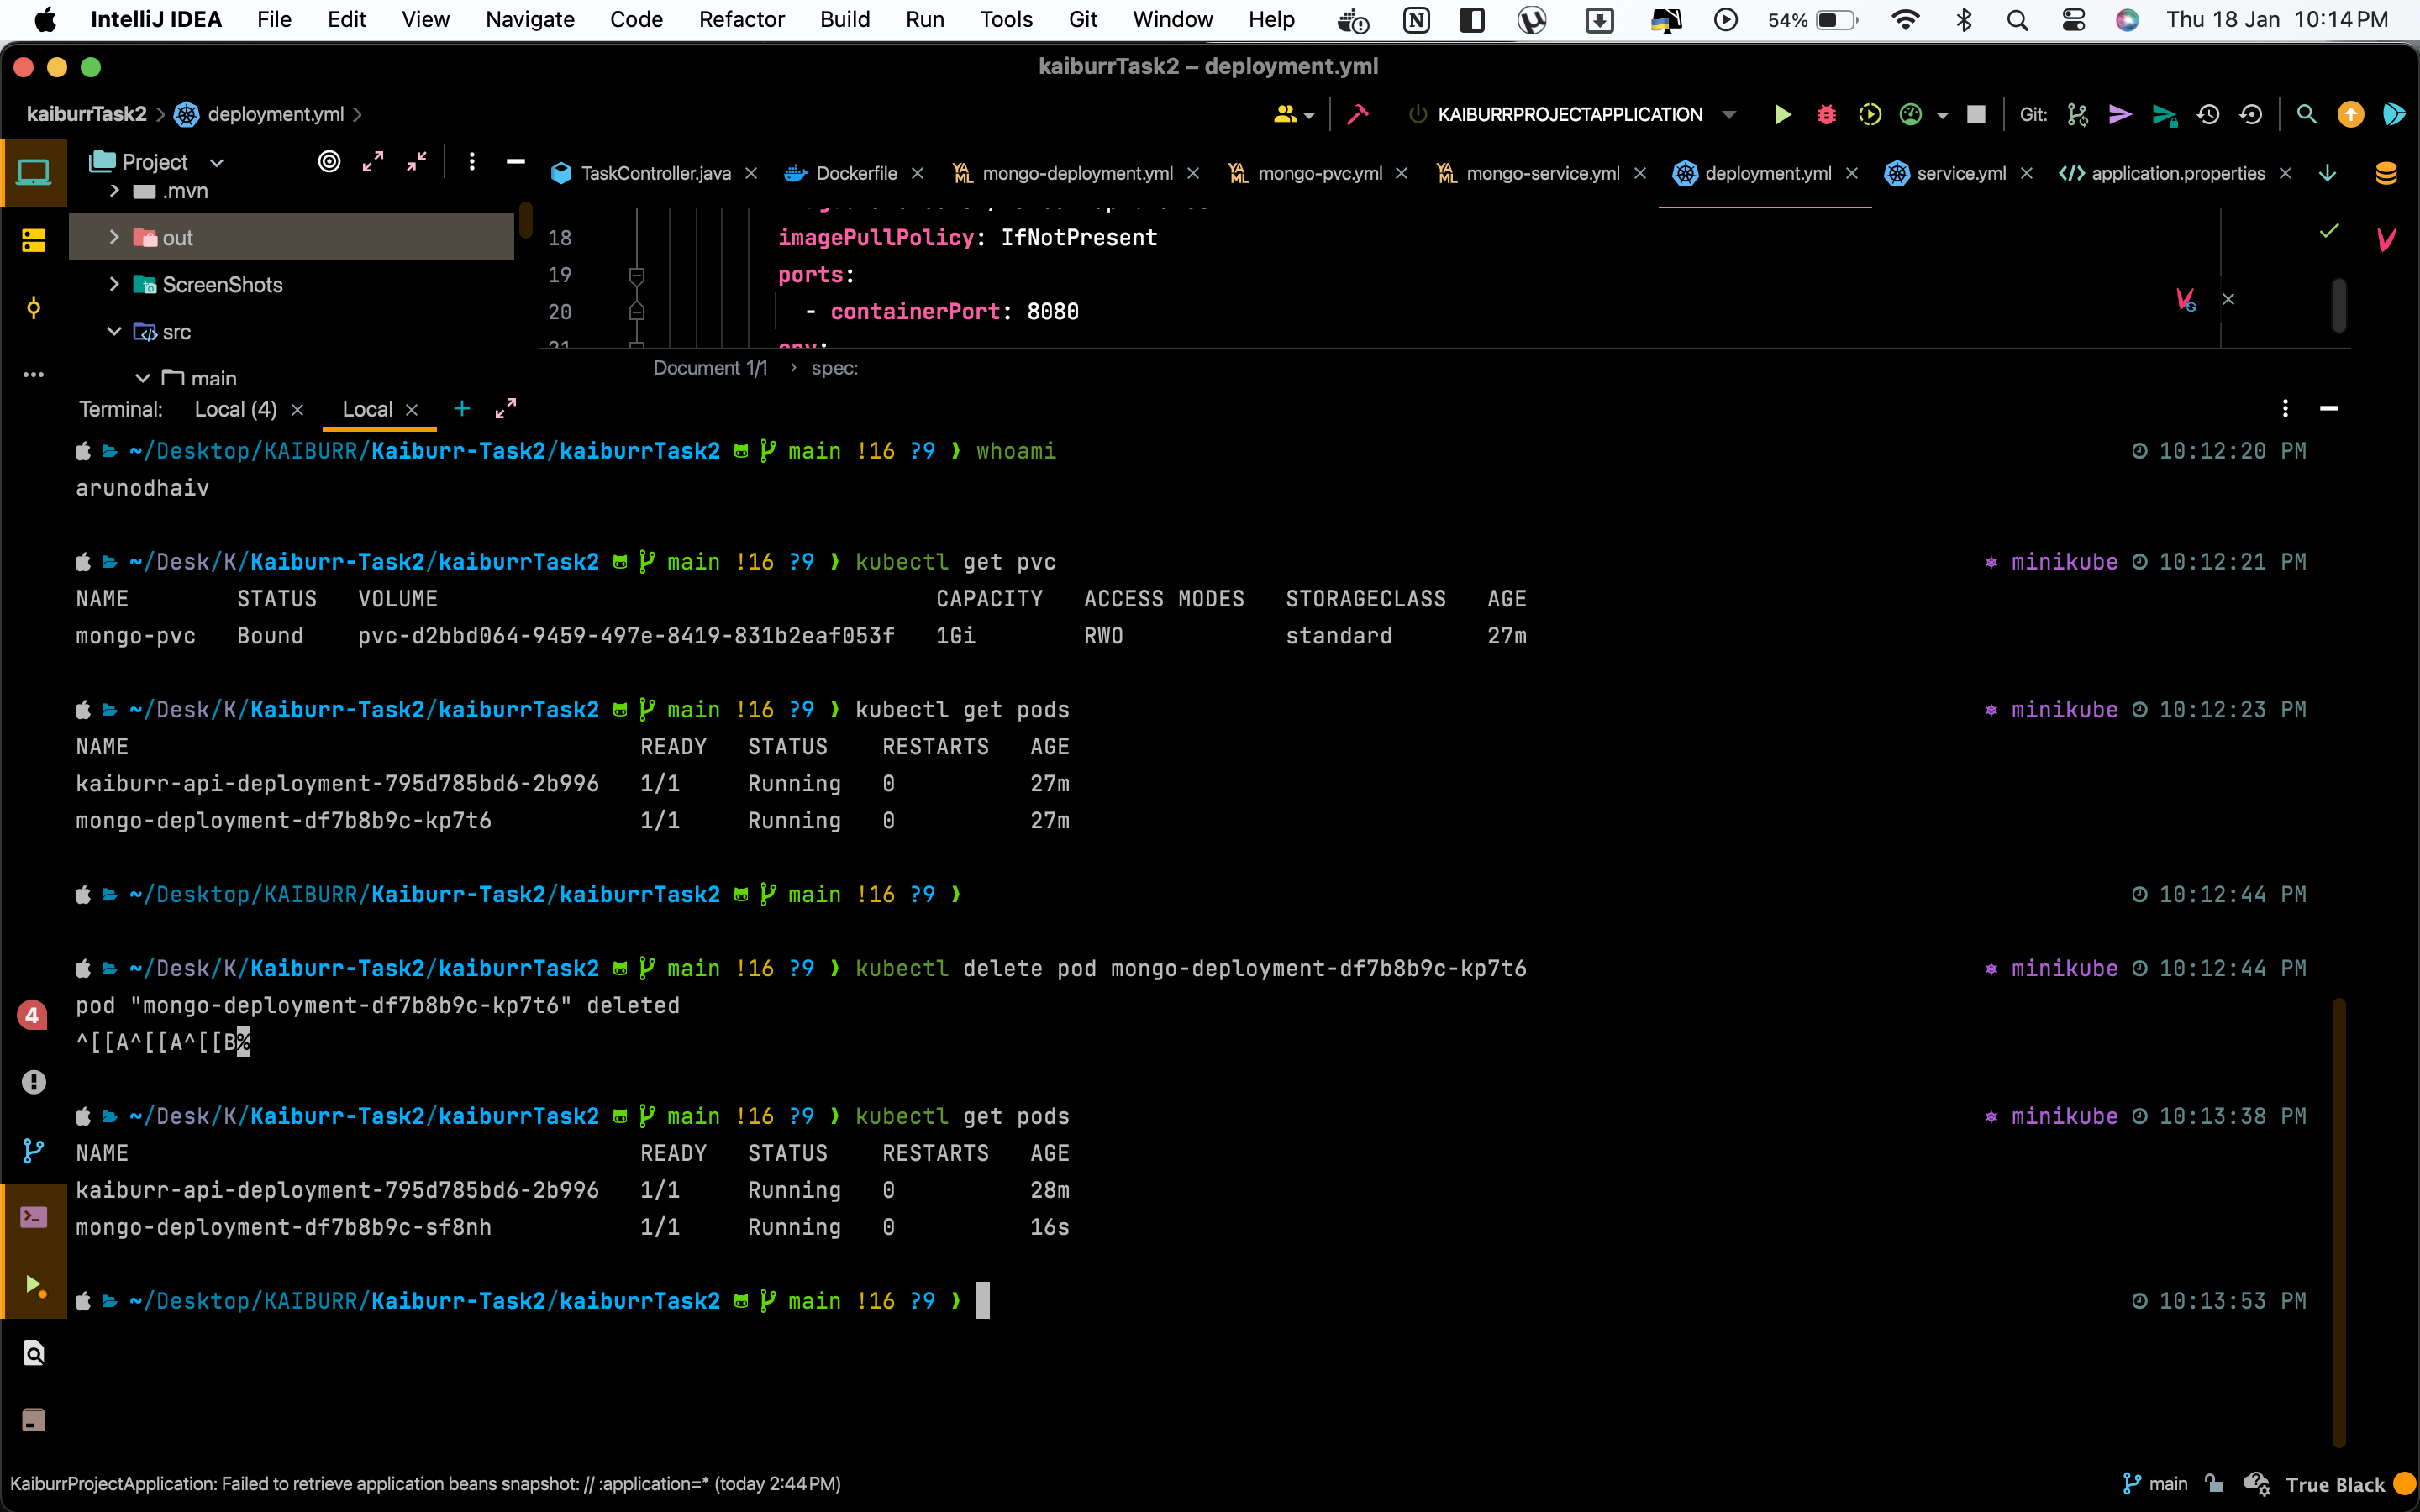 IntelliJ IDEA File Edit View Navigate Code Refactor Build Run Tools Git Window Help 54% Thu 18 Jan 10:14 PM
kaiburrTask2 – deployment.yml
kaiburrTask2 deployment.yml KAIBURRPROJECTAPPLICATION Git:
Project TaskController.java Dockerfile mongo-deployment.yml mongo-pvc.yml mongo-service.yml deployment.yml service.yml application.properties
.mvn
out
ScreenShots
src
main
18 imagePullPolicy: IfNotPresent
19 ports:
20 - containerPort: 8080
21 env:
Document 1/1 › spec:
Terminal: Local (4) Local
~/Desktop/KAIBURR/Kaiburr-Task2/kaiburrTask2 main !16 ?9 ❯ whoami 10:12:20 PM
arunodhaiv
~/Desk/K/Kaiburr-Task2/kaiburrTask2 main !16 ?9 ❯ kubectl get pvc minikube 10:12:21 PM
NAME STATUS VOLUME CAPACITY ACCESS MODES STORAGECLASS AGE
mongo-pvc Bound pvc-d2bbd064-9459-497e-8419-831b2eaf053f 1Gi RWO standard 27m
~/Desk/K/Kaiburr-Task2/kaiburrTask2 main !16 ?9 ❯ kubectl get pods minikube 10:12:23 PM
NAME READY STATUS RESTARTS AGE
kaiburr-api-deployment-795d785bd6-2b996 1/1 Running 0 27m
mongo-deployment-df7b8b9c-kp7t6 1/1 Running 0 27m
~/Desktop/KAIBURR/Kaiburr-Task2/kaiburrTask2 main !16 ?9 ❯ 10:12:44 PM
~/Desk/K/Kaiburr-Task2/kaiburrTask2 main !16 ?9 ❯ kubectl delete pod mongo-deployment-df7b8b9c-kp7t6 minikube 10:12:44 PM
pod "mongo-deployment-df7b8b9c-kp7t6" deleted
^[[A^[[A^[[B%
~/Desk/K/Kaiburr-Task2/kaiburrTask2 main !16 ?9 ❯ kubectl get pods minikube 10:13:38 PM
NAME READY STATUS RESTARTS AGE
kaiburr-api-deployment-795d785bd6-2b996 1/1 Running 0 28m
mongo-deployment-df7b8b9c-sf8nh 1/1 Running 0 16s
~/Desktop/KAIBURR/Kaiburr-Task2/kaiburrTask2 main !16 ?9 ❯ 10:13:53 PM
4
KaiburrProjectApplication: Failed to retrieve application beans snapshot: // :application=* (today 2:44 PM) main True Black